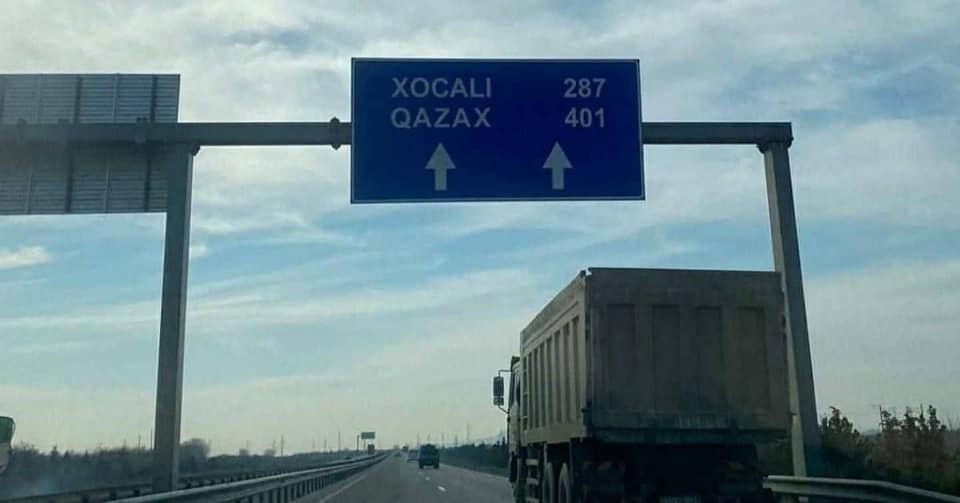 XOCALI 287
QAZAX 401